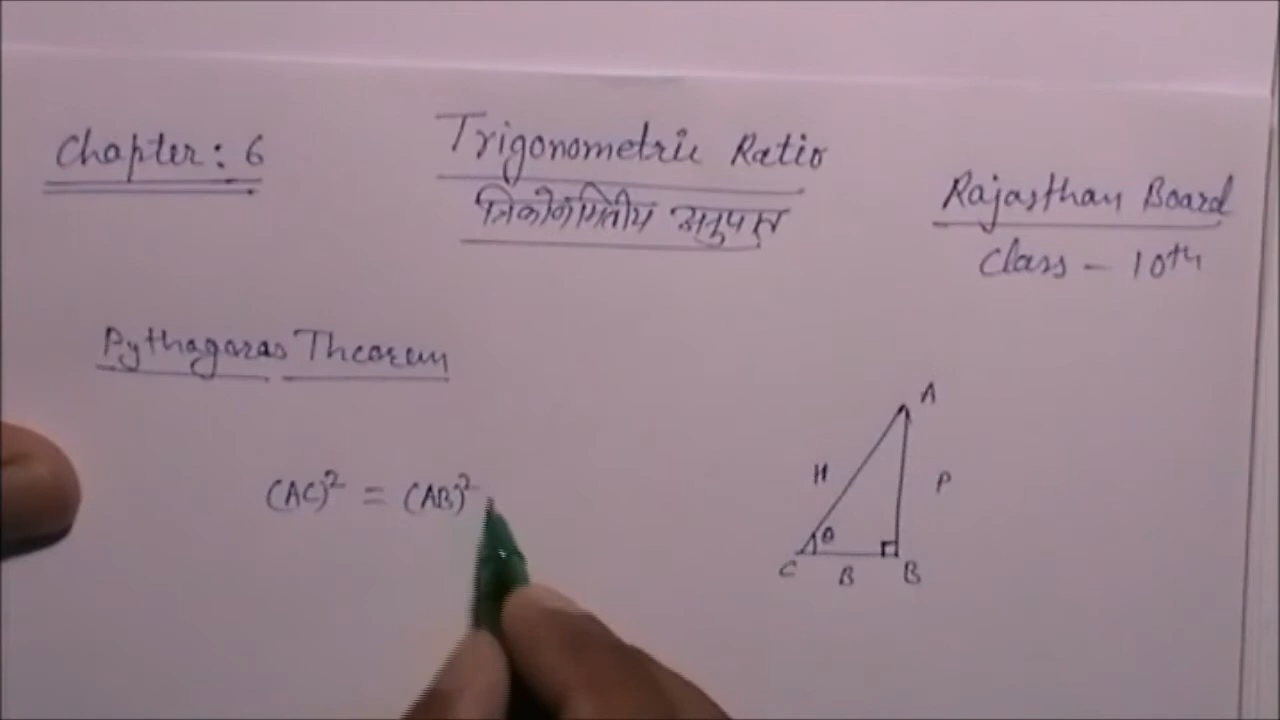 Chapter: 6
Trigonometric Ratio
त्रिकोणमितीय अनुपात
Rajasthan Board
Class - 10th
Pythagoras Theorem
(AC)² = (AB)²
A
H
P
θ
C
B
B